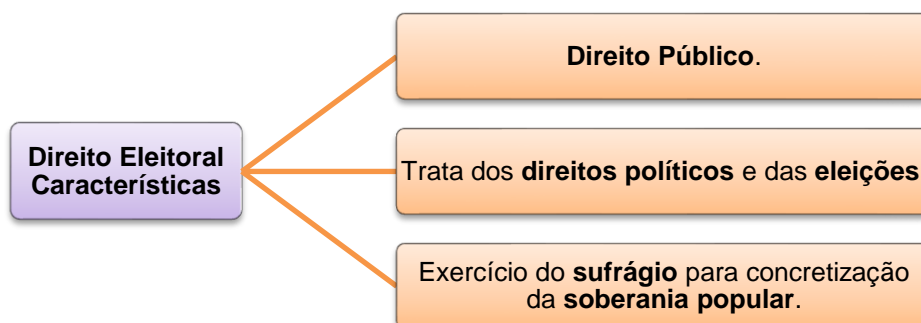 Direito Público.
Direito Eleitoral
Características
Trata dos direitos políticos e das eleições
Exercício do sufrágio para concretização
da soberania popular.